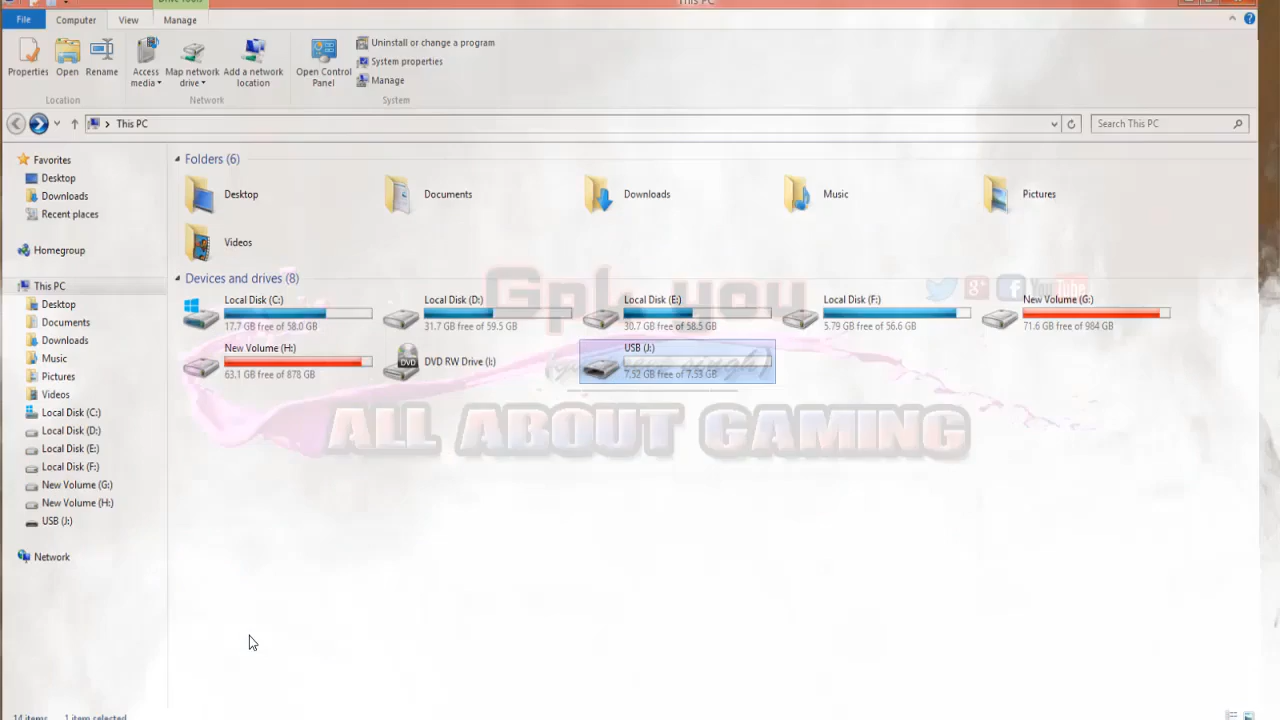 Drive Tools
This PC
File Computer View Manage
Properties Open Rename Access media Map network drive Add a network location Open Control Panel
Uninstall or change a program
System properties
Manage
Location Network System
This PC
Search This PC
Favorites
Desktop
Downloads
Recent places
Homegroup
This PC
Desktop
Documents
Downloads
Music
Pictures
Videos
Local Disk (C:)
Local Disk (D:)
Local Disk (E:)
Local Disk (F:)
New Volume (G:)
New Volume (H:)
USB (J:)
Network
Folders (6)
Desktop Documents Downloads Music Pictures
Videos
Devices and drives (8)
Local Disk (C:)
17.7 GB free of 58.0 GB
Local Disk (D:)
31.7 GB free of 59.5 GB
Local Disk (E:)
30.7 GB free of 58.5 GB
Local Disk (F:)
5.79 GB free of 56.6 GB
New Volume (G:)
71.6 GB free of 984 GB
New Volume (H:)
63.1 GB free of 878 GB
DVD RW Drive (I:)
DVD
USB (J:)
7.52 GB free of 7.53 GB
Gpk you
You Tube
ALL ABOUT GAMING
14 items 1 item selected